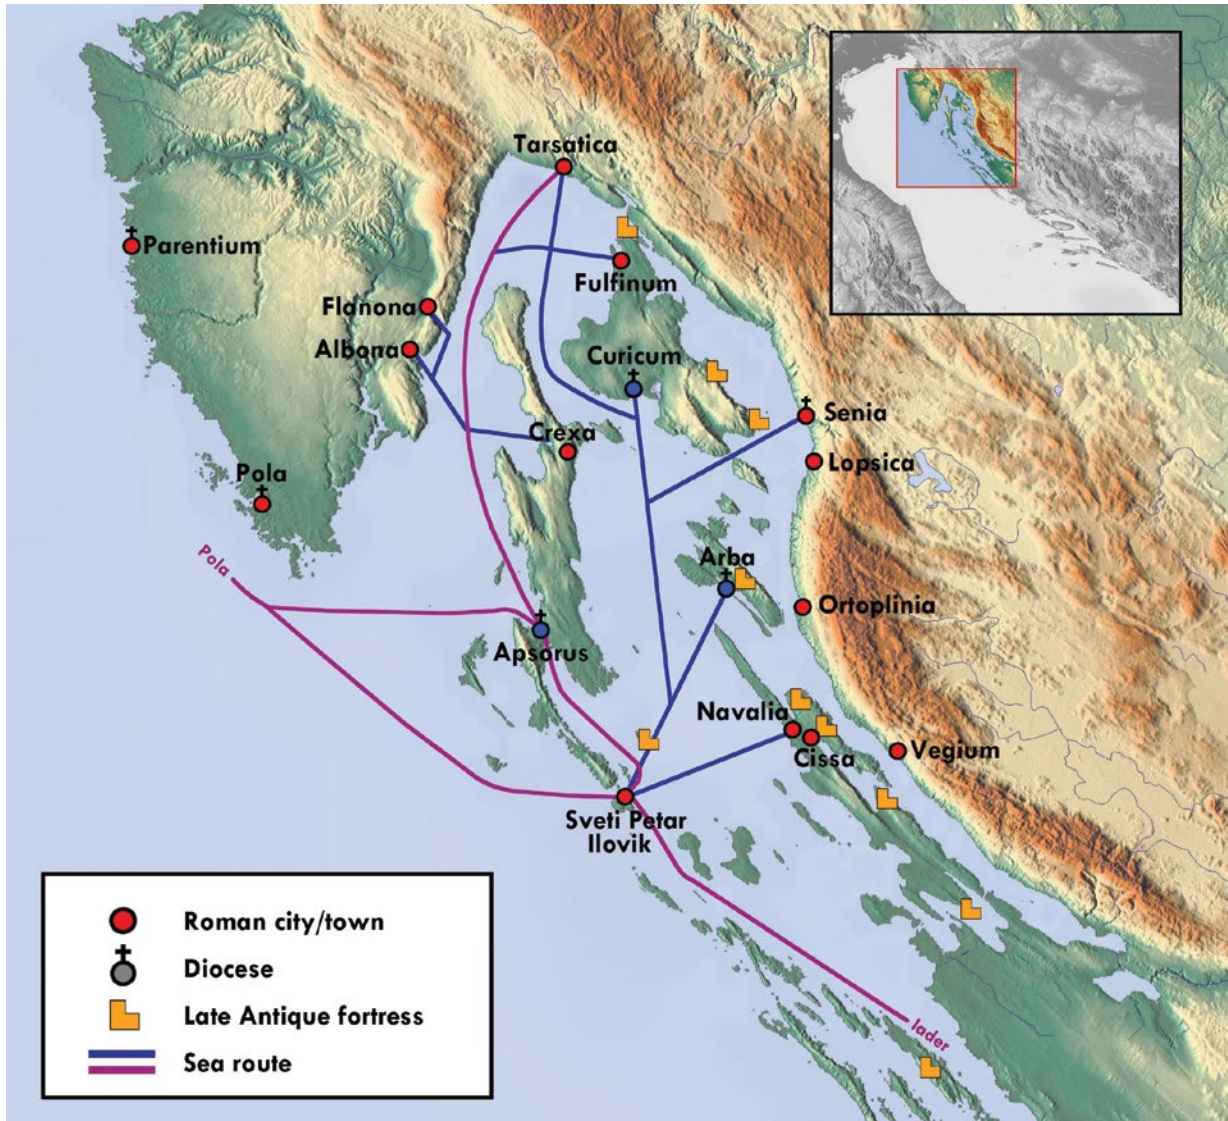 Tarsatica
Parentium
Fulfinum
Flanona
Albona
Curicum
Senia
Crexa
Lopsica
Pola
Pola
Arba
Ortoplinia
Apsorus
Navalia
Cissa
Vegium
Sveti Petar
Ilovik
Iader
Roman city/town
Diocese
Late Antique fortress
Sea route